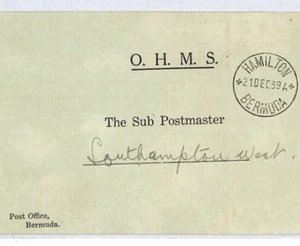 O. H. M. S.
HAMILTON
* 21 DEC 39 A *
BERMUDA
The Sub Postmaster
Southampton West.
Post Office,
Bermuda.